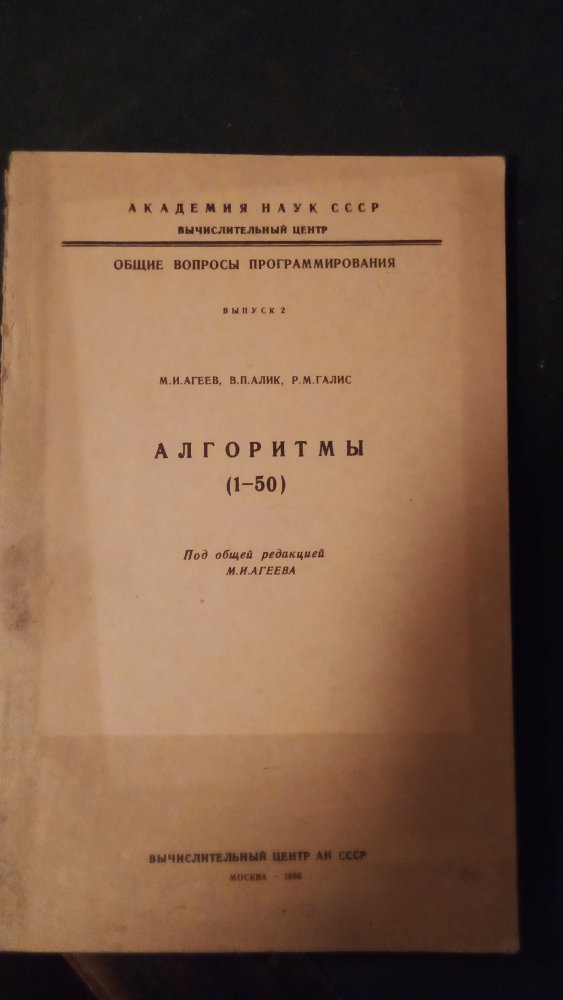 АКАДЕМИЯ НАУК СССР
ВЫЧИСЛИТЕЛЬНЫЙ ЦЕНТР
ОБЩИЕ ВОПРОСЫ ПРОГРАММИРОВАНИЯ
ВЫПУСК 2
М.И.АГЕЕВ, В.П.АЛИК, Р.М.ГАЛИС
АЛГОРИТМЫ
(1—50)
Под общей редакцией
М.И.АГЕЕВА
ВЫЧИСЛИТЕЛЬНЫЙ ЦЕНТР АН СССР
МОСКВА — 1966